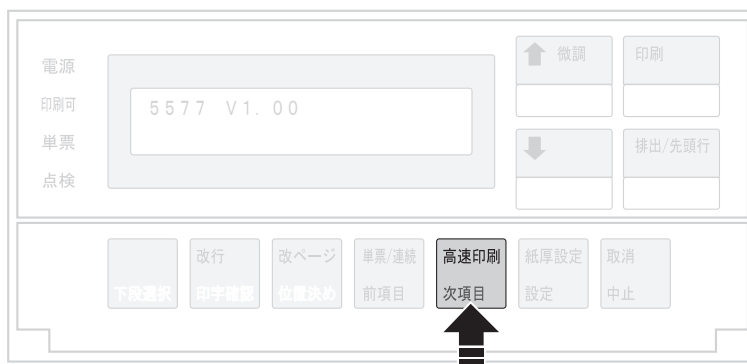 電源
印刷可
単票
点検
5577 V1.00
微調
印刷
排出/先頭行
下段選択
改行
印字確認
改ページ
位置決め
単票/連続
前項目
高速印刷
次項目
紙厚設定
設定
取消
中止